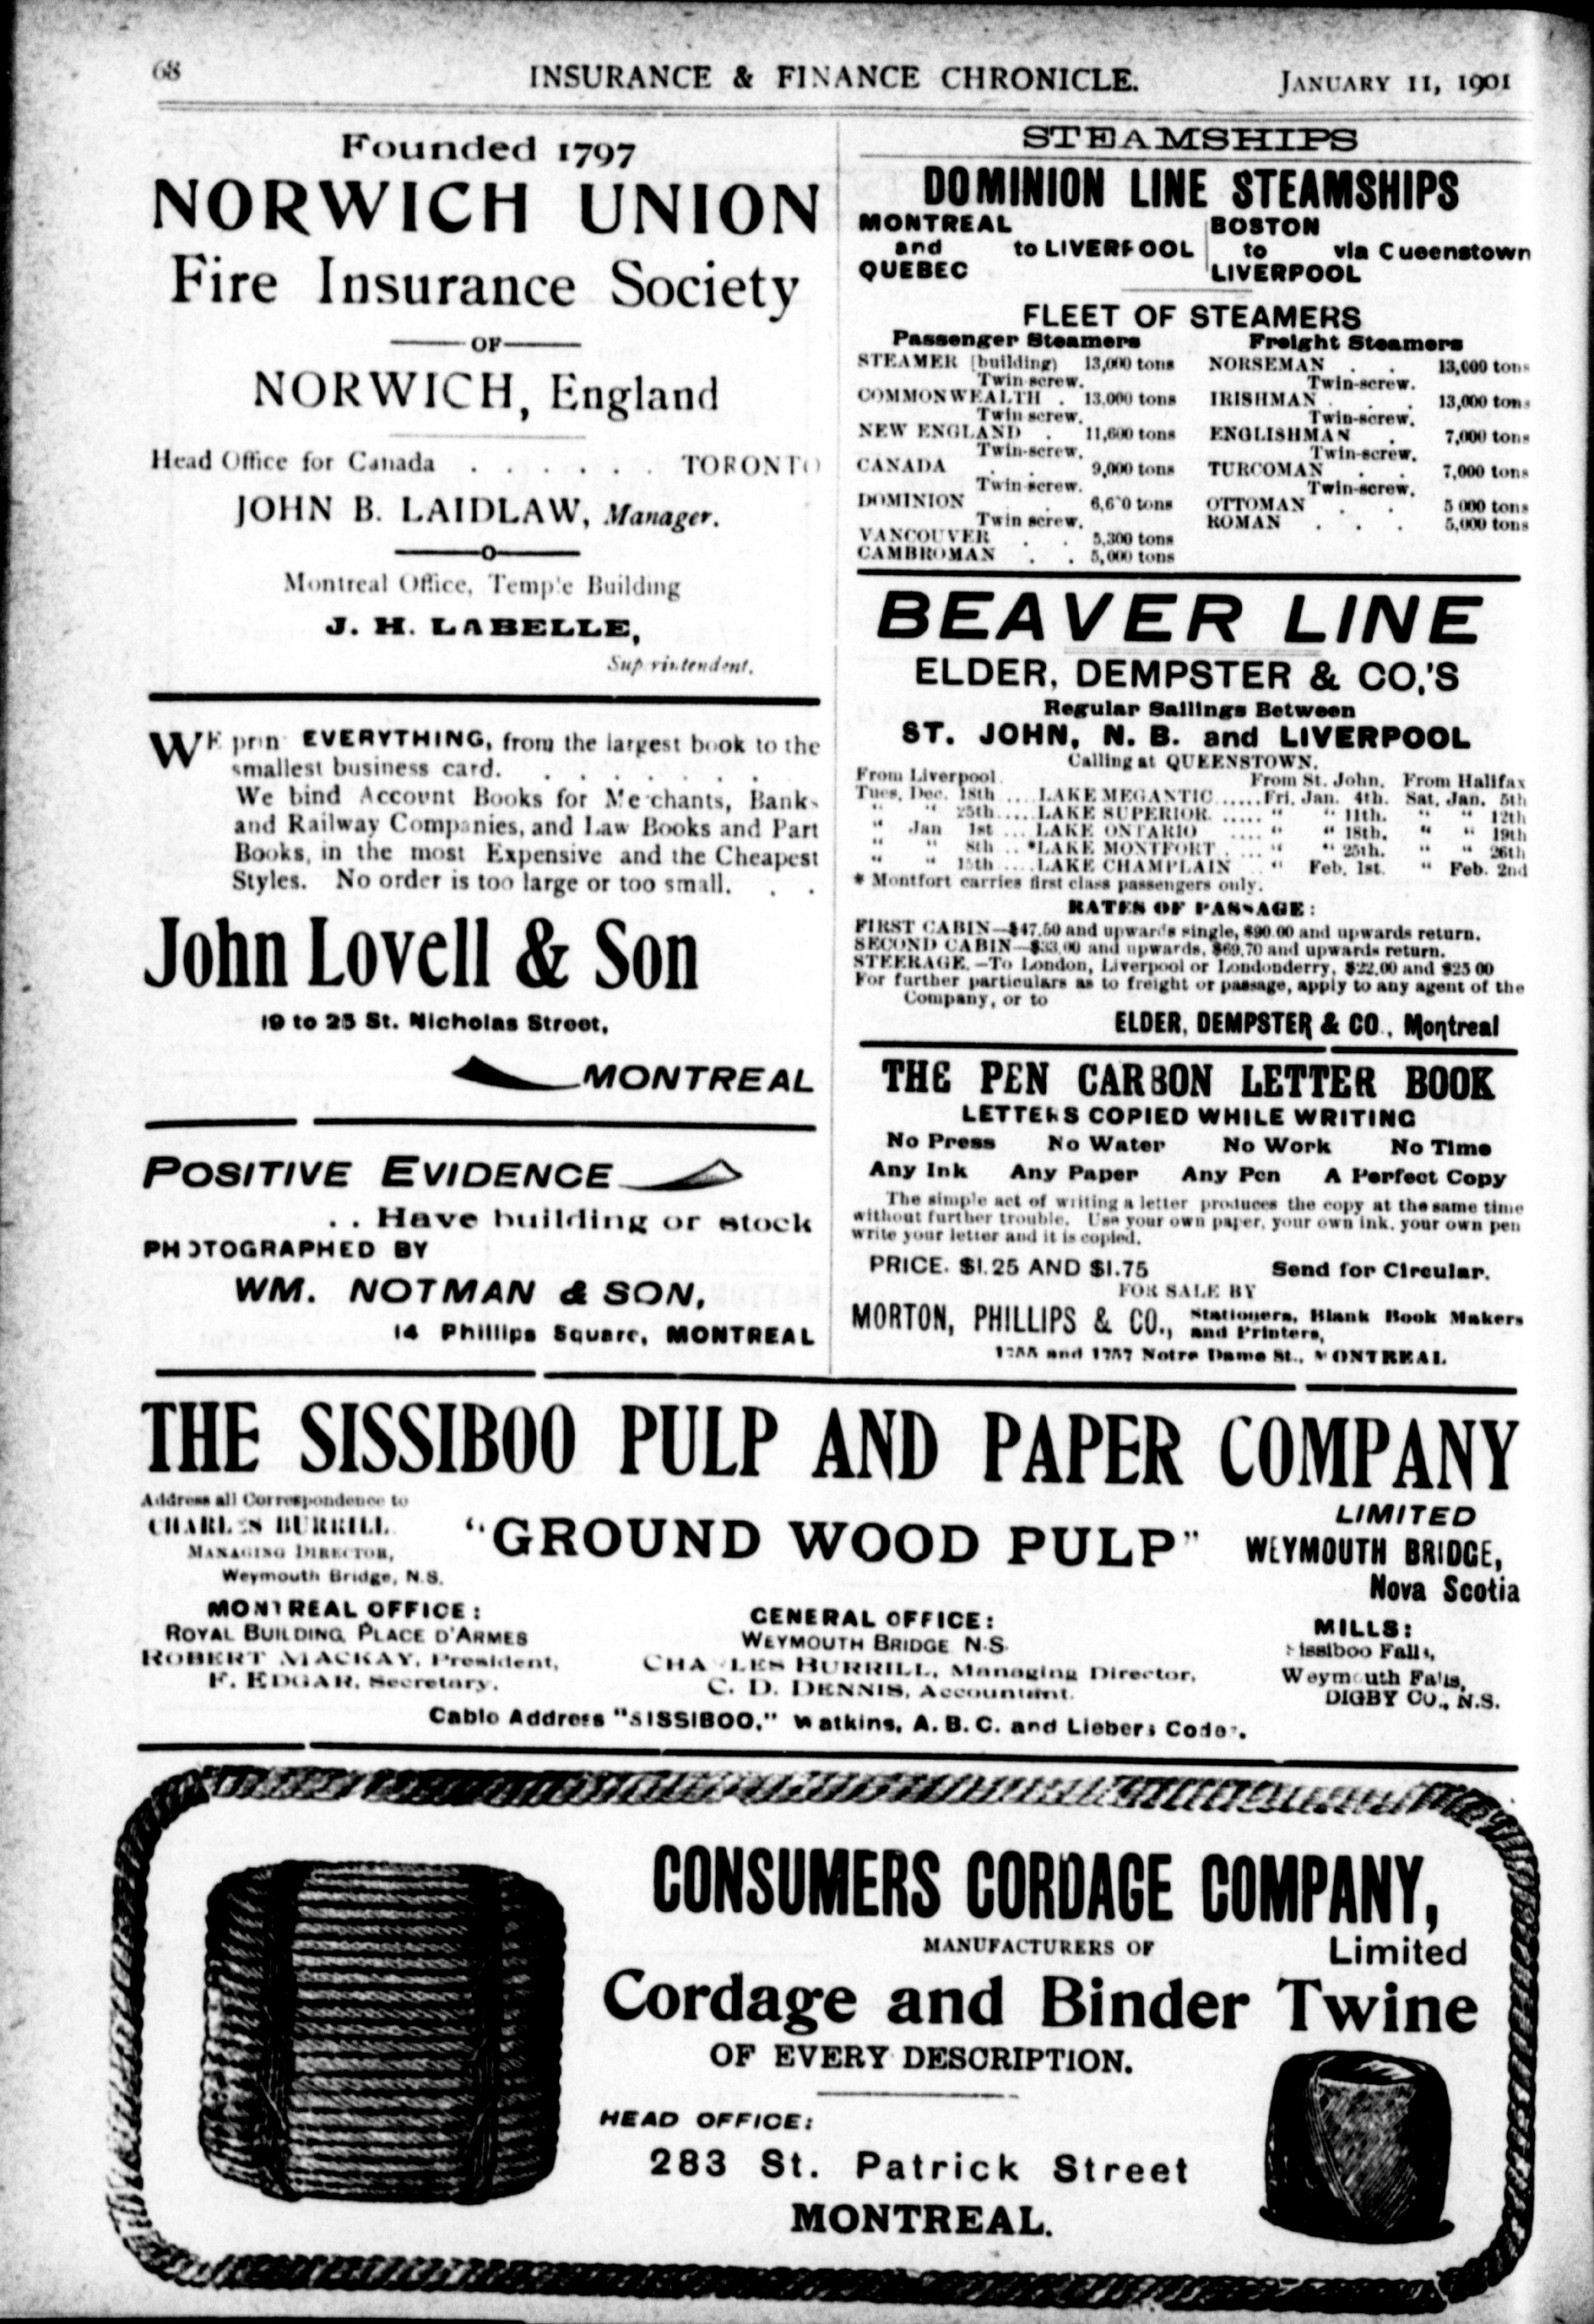 68
INSURANCE & FINANCE CHRONICLE.
JANUARY 11, 1901
Founded 1797
NORWICH UNION
Fire Insurance Society
OF
NORWICH, England
Head Office for Canada . . . . . . TORONTO
JOHN B. LAIDLAW, Manager.
Montreal Office, Temple Building
J. H. LABELLE,
Suprintendent.
WE prin EVERYTHING, from the largest book to the
smallest business card. . . . . . . .
We bind Account Books for Merchants, Banks
and Railway Companies, and Law Books and Part
Books, in the most Expensive and the Cheapest
Styles. No order is too large or too small. . .
John Lovell & Son
19 to 25 St. Nicholas Street,
MONTREAL
POSITIVE EVIDENCE
. . Have building or stock
PHOTOGRAPHED BY
WM. NOTMAN & SON,
14 Phillips Square, MONTREAL
STEAMSHIPS
DOMINION LINE STEAMSHIPS
MONTREAL and QUEBEC to LIVERPOOL
BOSTON to LIVERPOOL via Cueenstown
FLEET OF STEAMERS
Passenger Steamers
STEAMER (building) 13,000 tons
Twin screw.
COMMONWEALTH . 13,000 tons
Twin screw.
NEW ENGLAND . 11,600 tons
Twin-screw.
CANADA . . 9,000 tons
Twin screw.
DOMINION . 6,6 0 tons
Twin screw.
VANCOUVER . . 5,300 tons
CAMBROMAN . . 5,000 tons
Freight Steamers
NORSEMAN . . 13,000 tons
Twin-screw.
IRISHMAN . . . 13,000 tons
Twin-screw.
ENGLISHMAN . 7,000 tons
Twin-screw.
TURCOMAN . . 7,000 tons
Twin-screw.
OTTOMAN . . 5 000 tons
ROMAN . . . 5,000 tons
BEAVER LINE
ELDER, DEMPSTER & CO,'S
Regular Sailings Between
ST. JOHN, N. B. and LIVERPOOL
Calling at QUEENSTOWN.
From Liverpool. From St. John. From Halifax
Tues. Dec. 18th .... LAKE MEGANTIC ...... Fri. Jan. 4th. Sat. Jan. 5th
" " 25th ..... LAKE SUPERIOR ...... " " 11th. " " 12th
" Jan 1st ... LAKE ONTARIO .... " " 18th. " " 19th
" " 8th .. *LAKE MONTFORT .... " " 25th. " " 26th
" " 15th .... LAKE CHAMPLAIN .. " Feb. 1st. " Feb. 2nd
* Montfort carries first class passengers only.
RATES OF PASSAGE:
FIRST CABIN—$47.50 and upwards single, $90.00 and upwards return.
SECOND CABIN—$33.00 and upwards, $69.70 and upwards return.
STEERAGE.—To London, Liverpool or Londonderry, $22.00 and $25 00
For further particulars as to freight or passage, apply to any agent of the
Company, or to
ELDER, DEMPSTER & CO., Montreal
THE PEN CARBON LETTER BOOK
LETTERS COPIED WHILE WRITING
No Press No Water No Work No Time
Any Ink Any Paper Any Pen A Perfect Copy
The simple act of writing a letter produces the copy at the same time
without further trouble. Use your own paper, your own ink, your own pen
write your letter and it is copied.
PRICE. $1.25 AND $1.75 Send for Circular.
FOR SALE BY
MORTON, PHILLIPS & CO., Stationers, Blank Book Makers
and Printers,
1755 and 1757 Notre Dame St., MONTREAL
THE SISSIBOO PULP AND PAPER COMPANY
LIMITED
Address all Correspondence to
CHARLES BURRILL
MANAGING DIRECTOR,
Weymouth Bridge, N.S.
"GROUND WOOD PULP"
WEYMOUTH BRIDGE,
Nova Scotia
MONTREAL OFFICE:
ROYAL BUILDING, PLACE D'ARMES
ROBERT MACKAY, President,
F. EDGAR, Secretary.
GENERAL OFFICE:
WEYMOUTH BRIDGE N.S.
CHARLES BURRILL, Managing Director,
C. D. DENNIS, Accountant.
MILLS:
Sissiboo Falls,
Weymouth Falls,
DIGBY CO., N.S.
Cable Address "SISSIBOO," Watkins, A. B. C. and Liebers Codes.
CONSUMERS CORDAGE COMPANY,
MANUFACTURERS OF Limited
Cordage and Binder Twine
OF EVERY DESCRIPTION.
HEAD OFFICE:
283 St. Patrick Street
MONTREAL.